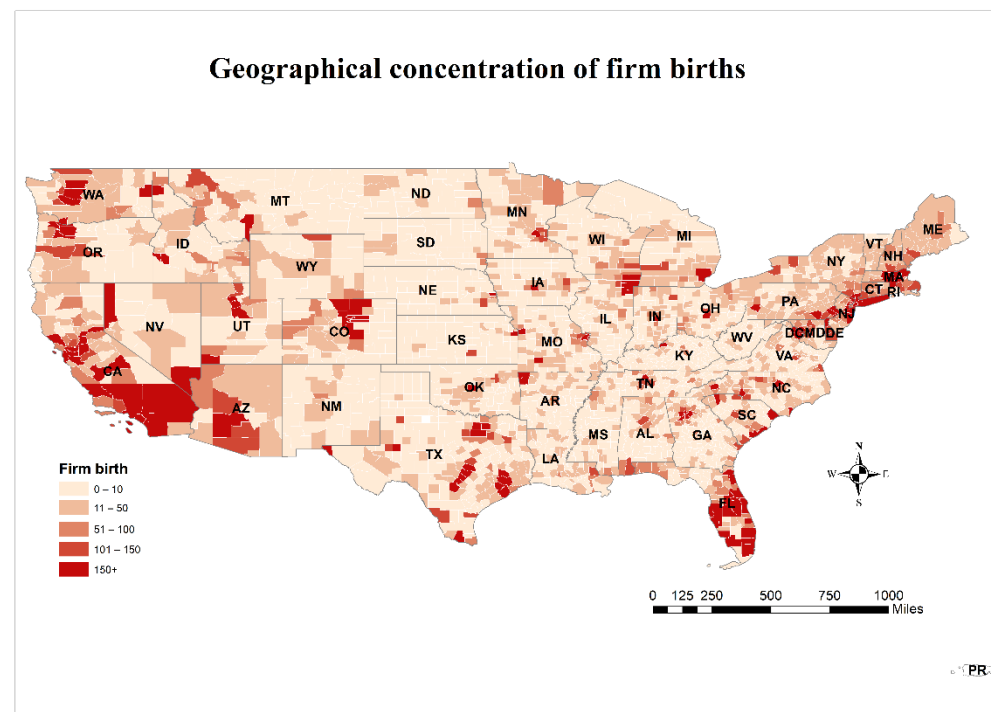 Geographical concentration of firm births
WA
MT
ND
MN
ME
OR
ID
SD
WI
MI
VT
NH
NY
WY
MA
NE
IA
CT
RI
NV
UT
CO
KS
MO
IL
IN
OH
PA
NJ
DCMDDE
WV
VA
KY
CA
AZ
NM
OK
AR
TN
NC
SC
TX
LA
MS
AL
GA
FL
N
W
E
S
Firm birth
0 – 10
11 – 50
51 – 100
101 – 150
150+
0 125 250 500 750 1000
Miles
PR